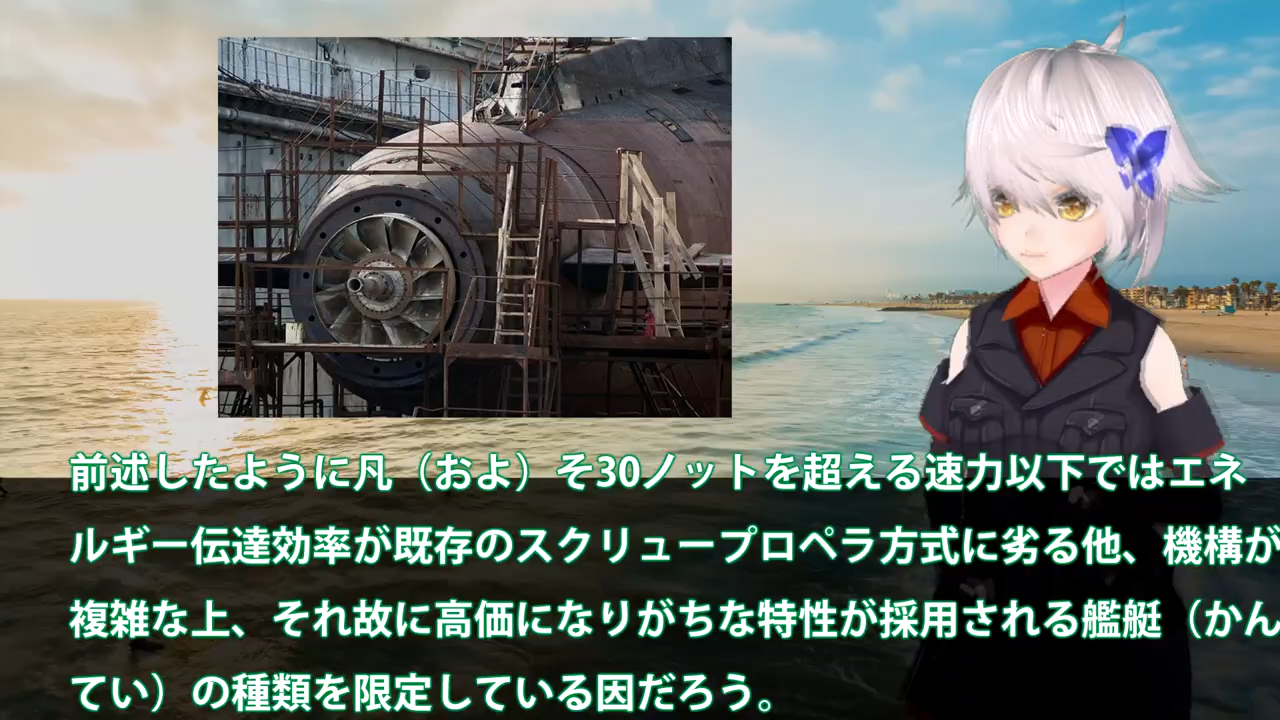 前述したように凡（およ）そ30ノットを超える速力以下ではエネ
ルギー伝達効率が既存のスクリュープロペラ方式に劣る他、機構が
複雑な上、それ故に高価になりがちな特性が採用される艦艇（かん
てい）の種類を限定している因だろう。